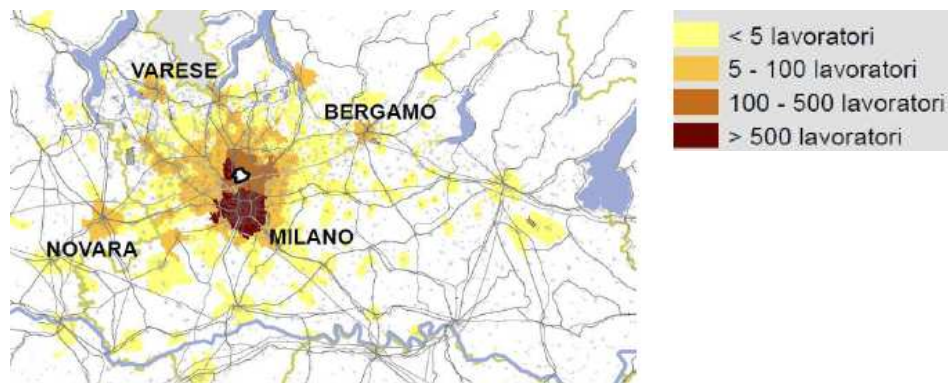 VARESE
BERGAMO
NOVARA
MILANO
< 5 lavoratori
5 - 100 lavoratori
100 - 500 lavoratori
> 500 lavoratori